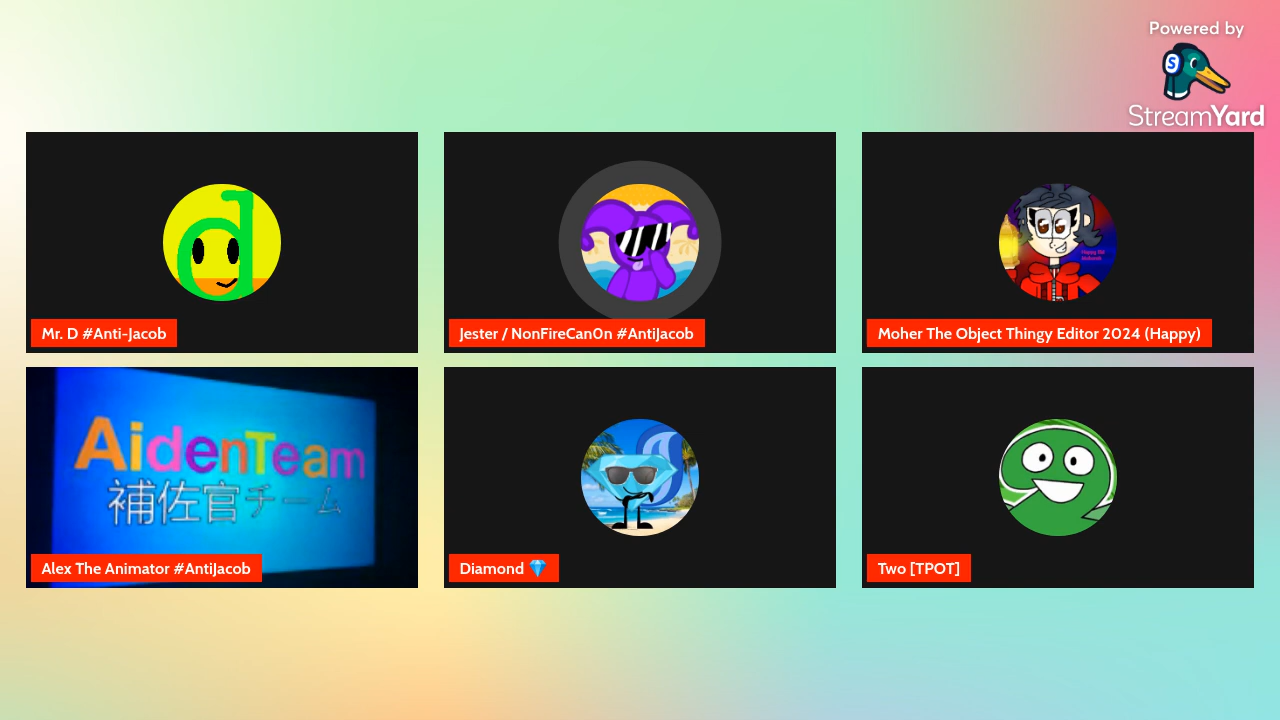 Powered by
S
StreamYard
Mr. D #Anti-Jacob
Jester / NonFireCan0n #AntiJacob
Moher The Object Thingy Editor 2024 (Happy)
AidenTeam
補佐官チーム
Alex The Animator #AntiJacob
Diamond 💎
Two [TPOT]